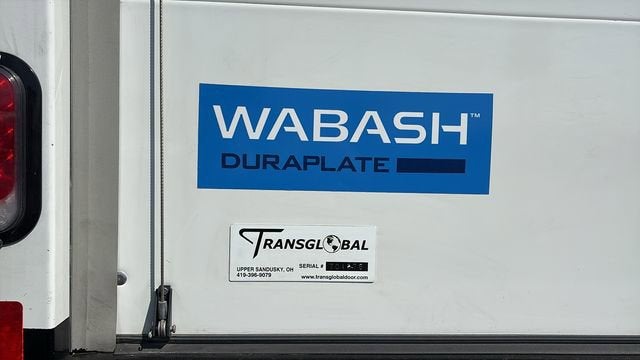 WABASH™
DURAPLATE
TRANSGLOBAL
UPPER SANDUSKY, OH
SERIAL #
419-396-9079
www.transglobaldoor.com